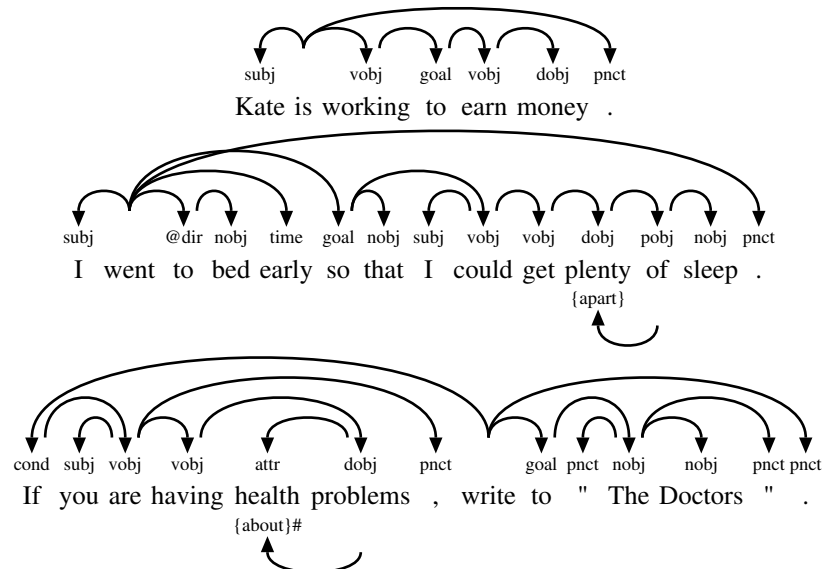 subj vobj goal vobj dobj pnct
Kate is working to earn money .
subj @dir nobj time goal nobj subj vobj vobj dobj pobj nobj pnct
I went to bed early so that I could get plenty of sleep .
{apart}
cond subj vobj vobj attr dobj pnct goal pnct nobj nobj pnct pnct
If you are having health problems , write to " The Doctors " .
{about}#